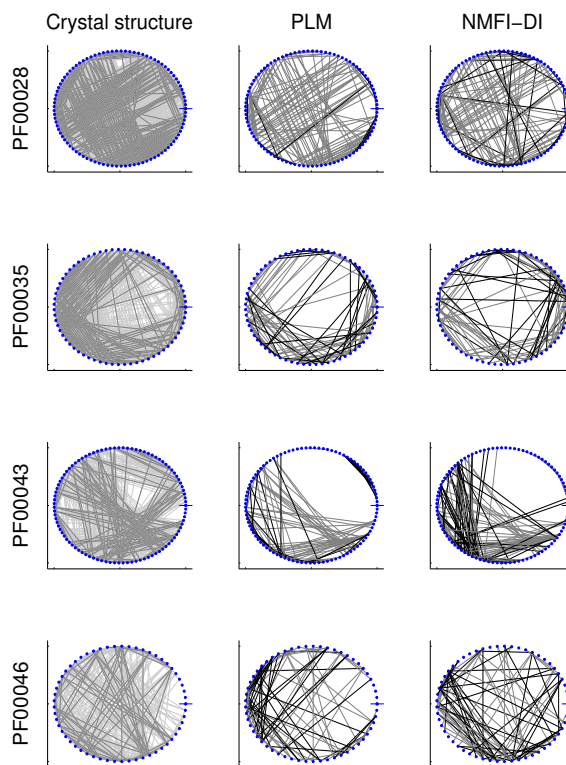 Crystal structure PLM NMFI−DI
PF00028
PF00035
PF00043
PF00046